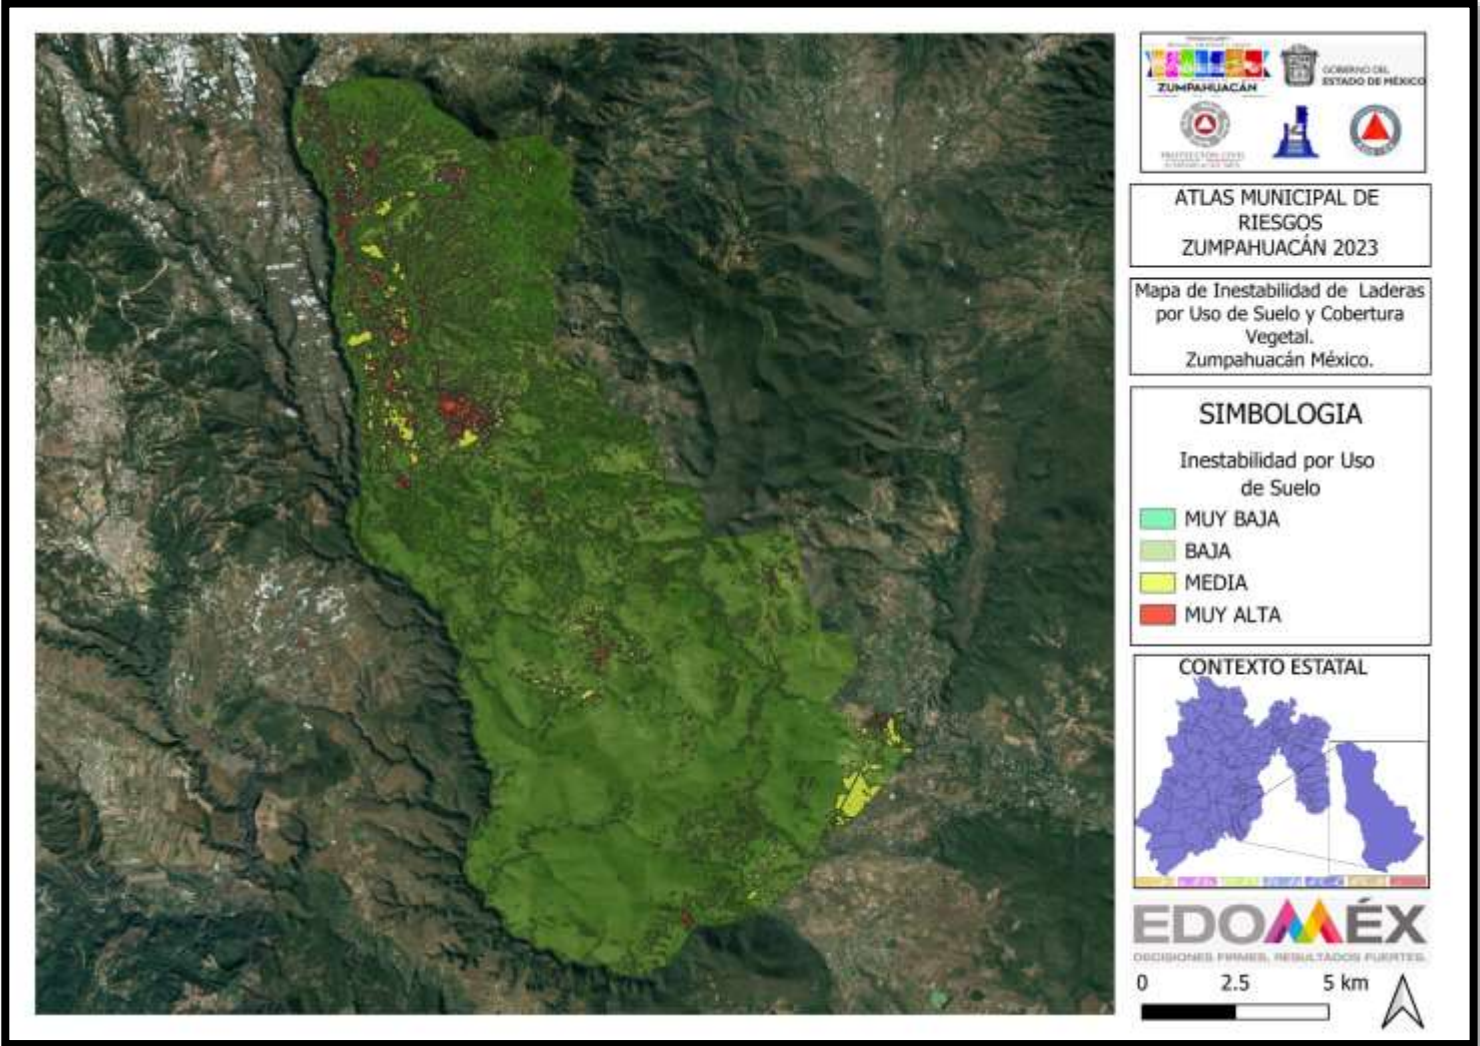 ZUMPAHUACÁN
GOBIERNO DEL
ESTADO DE MÉXICO
PROTECCIÓN CIVIL
ATLAS MUNICIPAL DE
RIESGOS
ZUMPAHUACÁN 2023
Mapa de Inestabilidad de Laderas
por Uso de Suelo y Cobertura
Vegetal.
Zumpahuacán México.
SIMBOLOGIA
Inestabilidad por Uso
de Suelo
MUY BAJA
BAJA
MEDIA
MUY ALTA
CONTEXTO ESTATAL
EDOMÉX
DECISIONES FIRMES, RESULTADOS FUERTES.
0 2.5 5 km